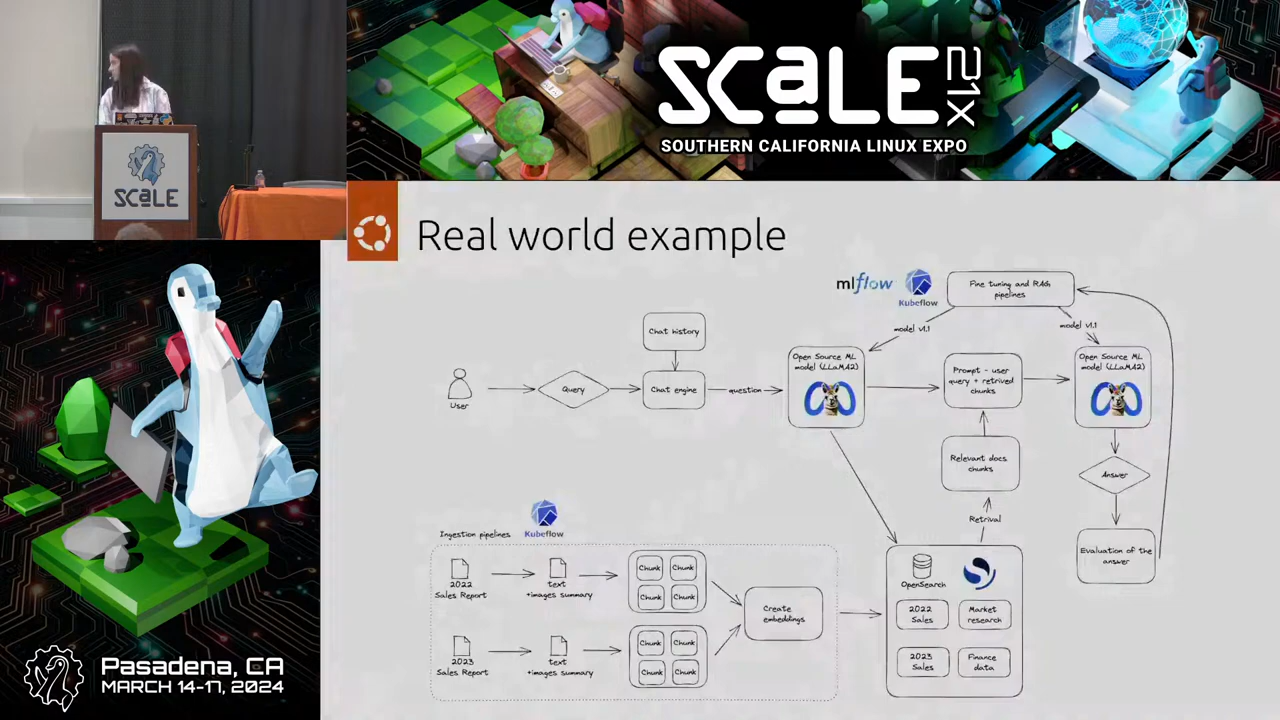 SCaLE 21X
SOUTHERN CALIFORNIA LINUX EXPO
SCaLE
Real world example
mlflow
Kubeflow
Fine tuning and RAG
pipelines
model v1.1
model v1.1
Chat history
User
Query
Chat engine
question
Open Source ML
model (LLaMA2)
Prompt - user
query + retrived
chunks
Open Source ML
model (LLaMA2)
Relevant docs
chunks
Answer
Retrival
Evaluation of the
answer
Ingestion pipelines
Kubeflow
2022
Sales Report
text
+images summary
Chunk
Chunk
Chunk
Chunk
Create
embeddings
2023
Sales Report
text
+images summary
Chunk
Chunk
Chunk
Chunk
OpenSearch
2022
Sales
Market
research
2023
Sales
Finance
data
Pasadena, CA
MARCH 14-17, 2024